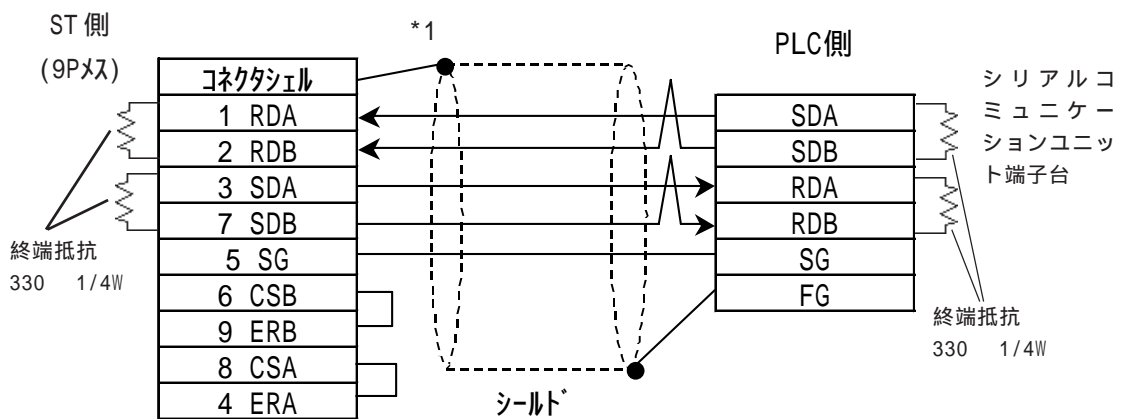 ST 側
(9Pメス)
*1
PLC側
コネクタシェル
1 RDA
2 RDB
3 SDA
7 SDB
5 SG
6 CSB
9 ERB
8 CSA
4 ERA
SDA
SDB
RDA
RDB
SG
FG
シリアルコ
ミュニケー
ションユニッ
ト端子台
終端抵抗
330 1/4W
終端抵抗
330 1/4W
シールド